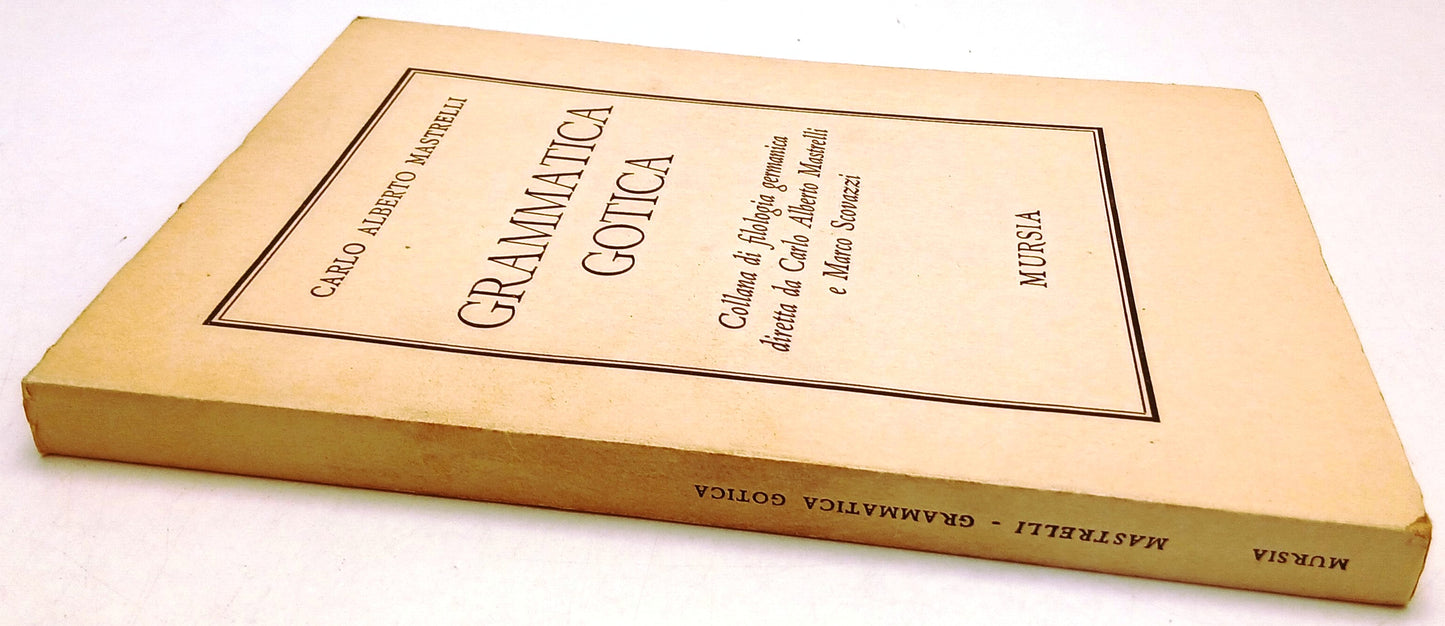 CARLO ALBERTO MASTRELLI
GRAMMATICA
GOTICA
Collana di filologia germanica
diretta da Carlo Alberto Mastrelli
e Marco Scovazzi
MURSIA
MURSIA MASTRELLI - GRAMMATICA GOTICA